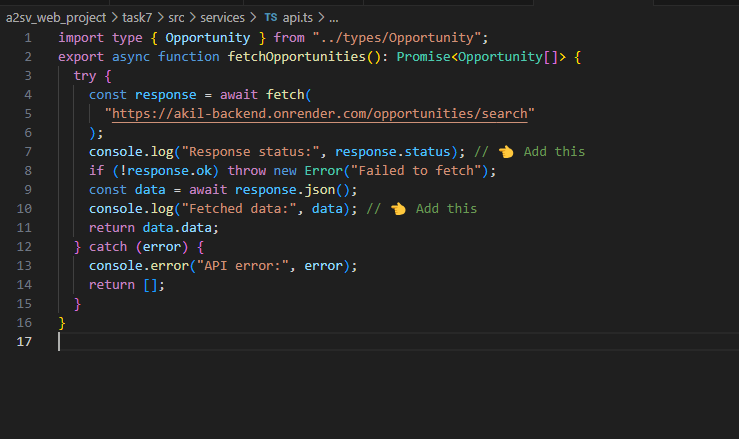 a2sv_web_project > task7 > src > services > TS api.ts > ...
1 import type { Opportunity } from "../types/Opportunity";
2 export async function fetchOpportunities(): Promise<Opportunity[]> {
3   try {
4     const response = await fetch(
5       "https://akil-backend.onrender.com/opportunities/search"
6     );
7     console.log("Response status:", response.status); // 👈 Add this
8     if (!response.ok) throw new Error("Failed to fetch");
9     const data = await response.json();
10     console.log("Fetched data:", data); // 👈 Add this
11     return data.data;
12   } catch (error) {
13     console.error("API error:", error);
14     return [];
15   }
16 }
17